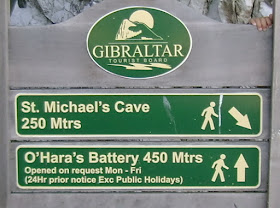 GIBRALTAR
TOURIST BOARD
St. Michael's Cave
250 Mtrs
O'Hara's Battery 450 Mtrs
Opened on request Mon - Fri
(24Hr prior notice Exc Public Holidays)